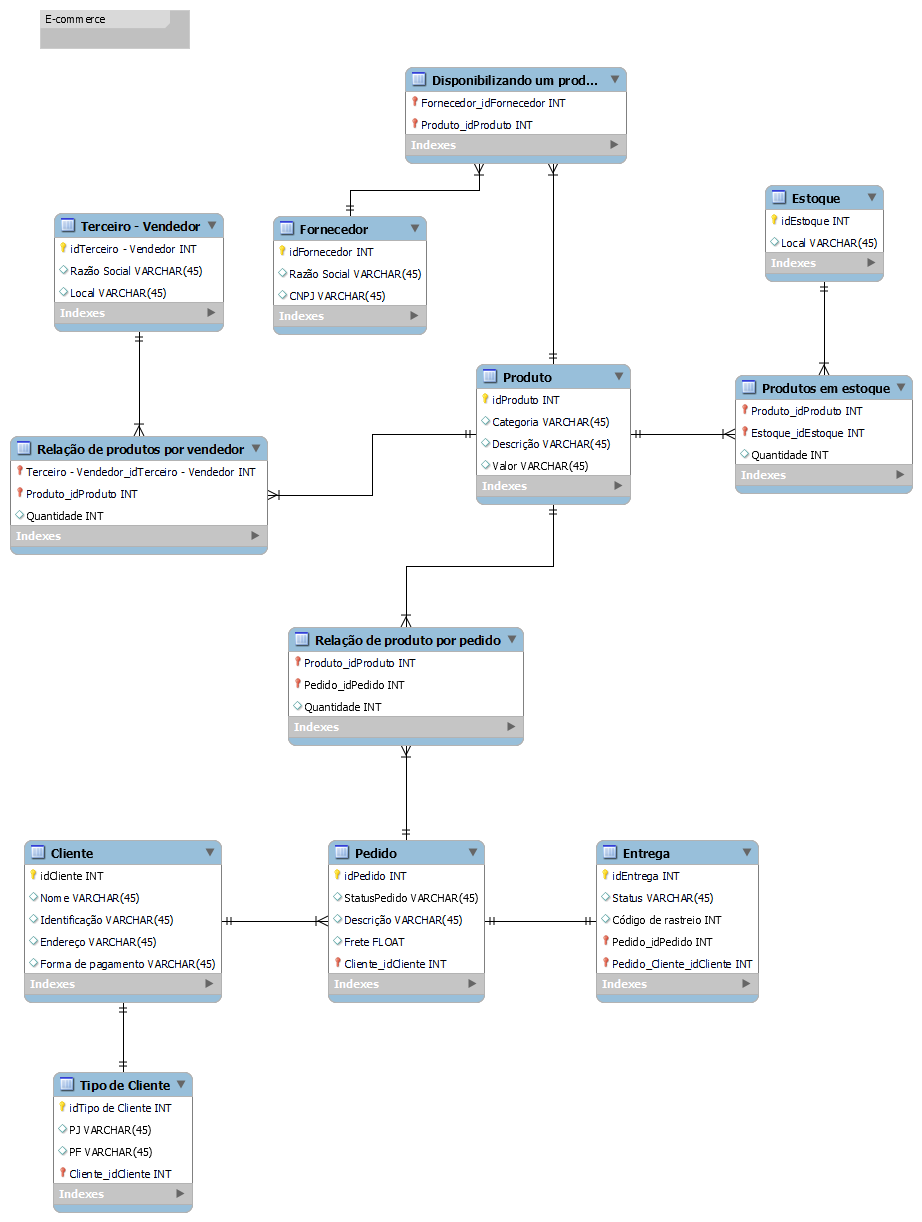 E-commerce
Disponibilizando um prod...
Fornecedor_idFornecedor INT
Produto_idProduto INT
Indexes
Terceiro - Vendedor
idTerceiro - Vendedor INT
Razão Social VARCHAR(45)
Local VARCHAR(45)
Indexes
Fornecedor
idFornecedor INT
Razão Social VARCHAR(45)
CNPJ VARCHAR(45)
Indexes
Estoque
idEstoque INT
Local VARCHAR(45)
Indexes
Produto
idProduto INT
Categoria VARCHAR(45)
Descrição VARCHAR(45)
Valor VARCHAR(45)
Indexes
Produtos em estoque
Produto_idProduto INT
Estoque_idEstoque INT
Quantidade INT
Indexes
Relação de produtos por vendedor
Terceiro - Vendedor_idTerceiro - Vendedor INT
Produto_idProduto INT
Quantidade INT
Indexes
Relação de produto por pedido
Produto_idProduto INT
Pedido_idPedido INT
Quantidade INT
Indexes
Cliente
idCliente INT
Nome VARCHAR(45)
Identificação VARCHAR(45)
Endereço VARCHAR(45)
Forma de pagamento VARCHAR(45)
Indexes
Pedido
idPedido INT
StatusPedido VARCHAR(45)
Descrição VARCHAR(45)
Frete FLOAT
Cliente_idCliente INT
Indexes
Entrega
idEntrega INT
Status VARCHAR(45)
Código de rastreio INT
Pedido_idPedido INT
Pedido_Cliente_idCliente INT
Indexes
Tipo de Cliente
idTipo de Cliente INT
PJ VARCHAR(45)
PF VARCHAR(45)
Cliente_idCliente INT
Indexes